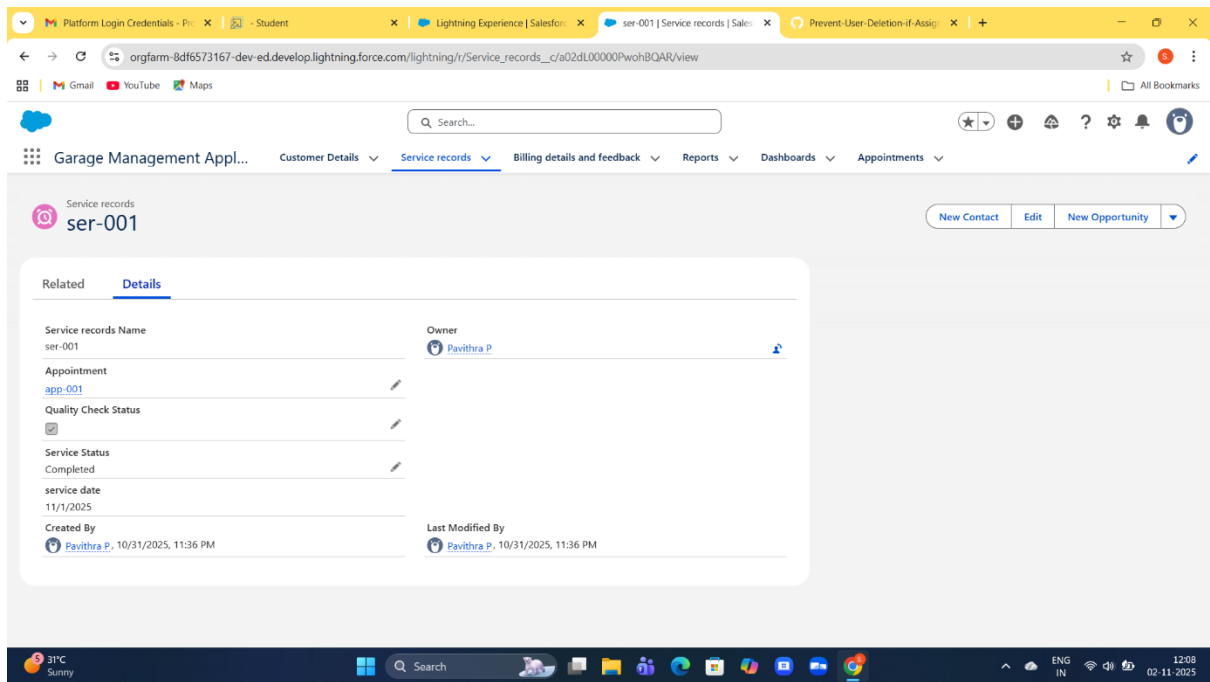 Platform Login Credentials - Pro
- Student
Lightning Experience | Salesforc
ser-001 | Service records | Sales
Prevent-User-Deletion-if-Assig
orgfarm-8df6573167-dev-ed.develop.lightning.force.com/lightning/r/Service_records__c/a02dL00000PwohBQAR/view
S
Gmail YouTube Maps All Bookmarks
Search...
Garage Management Appl... Customer Details Service records Billing details and feedback Reports Dashboards Appointments
Service records
ser-001
New Contact Edit New Opportunity
Related Details
Service records Name
ser-001
Owner
Pavithra P
Appointment
app-001
Quality Check Status
Service Status
Completed
service date
11/1/2025
Created By
Pavithra P, 10/31/2025, 11:36 PM
Last Modified By
Pavithra P, 10/31/2025, 11:36 PM
5
31°C
Sunny
Search
ENG
IN
12:08
02-11-2025